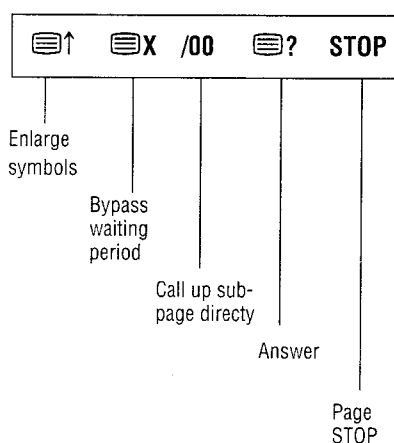 ↑ X /00 ? STOP
Enlarge
symbols
Bypass
waiting
period
Call up sub-
page directy
Answer
Page
STOP